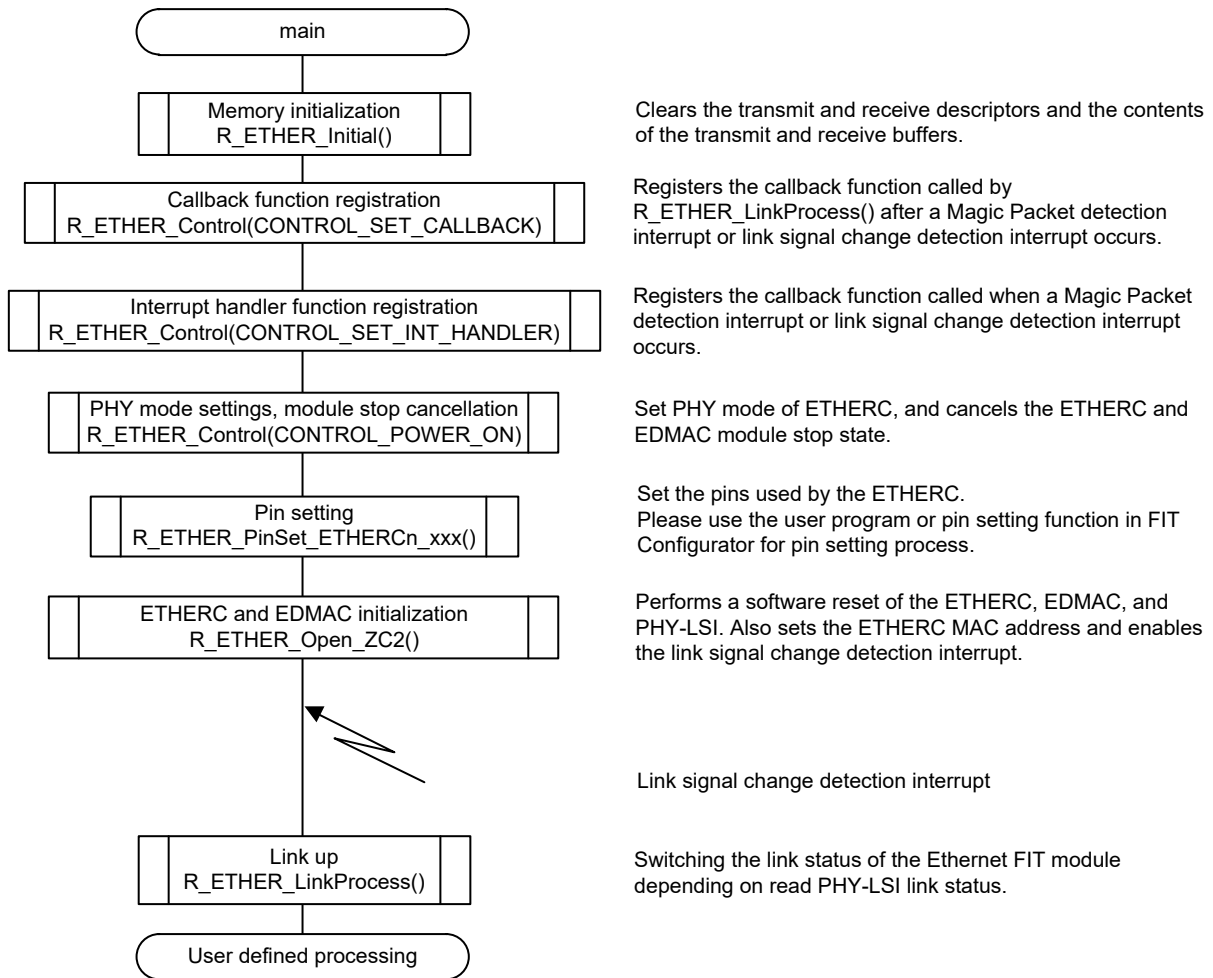 main
Memory initialization
R_ETHER_Initial()
Clears the transmit and receive descriptors and the contents
of the transmit and receive buffers.
Callback function registration
R_ETHER_Control(CONTROL_SET_CALLBACK)
Registers the callback function called by
R_ETHER_LinkProcess() after a Magic Packet detection
interrupt or link signal change detection interrupt occurs.
Interrupt handler function registration
R_ETHER_Control(CONTROL_SET_INT_HANDLER)
Registers the callback function called when a Magic Packet
detection interrupt or link signal change detection interrupt
occurs.
PHY mode settings, module stop cancellation
R_ETHER_Control(CONTROL_POWER_ON)
Set PHY mode of ETHERC, and cancels the ETHERC and
EDMAC module stop state.
Pin setting
R_ETHER_PinSet_ETHERCn_xxx()
Set the pins used by the ETHERC.
Please use the user program or pin setting function in FIT
Configurator for pin setting process.
ETHERC and EDMAC initialization
R_ETHER_Open_ZC2()
Performs a software reset of the ETHERC, EDMAC, and
PHY-LSI. Also sets the ETHERC MAC address and enables
the link signal change detection interrupt.
Link signal change detection interrupt
Link up
R_ETHER_LinkProcess()
Switching the link status of the Ethernet FIT module
depending on read PHY-LSI link status.
User defined processing